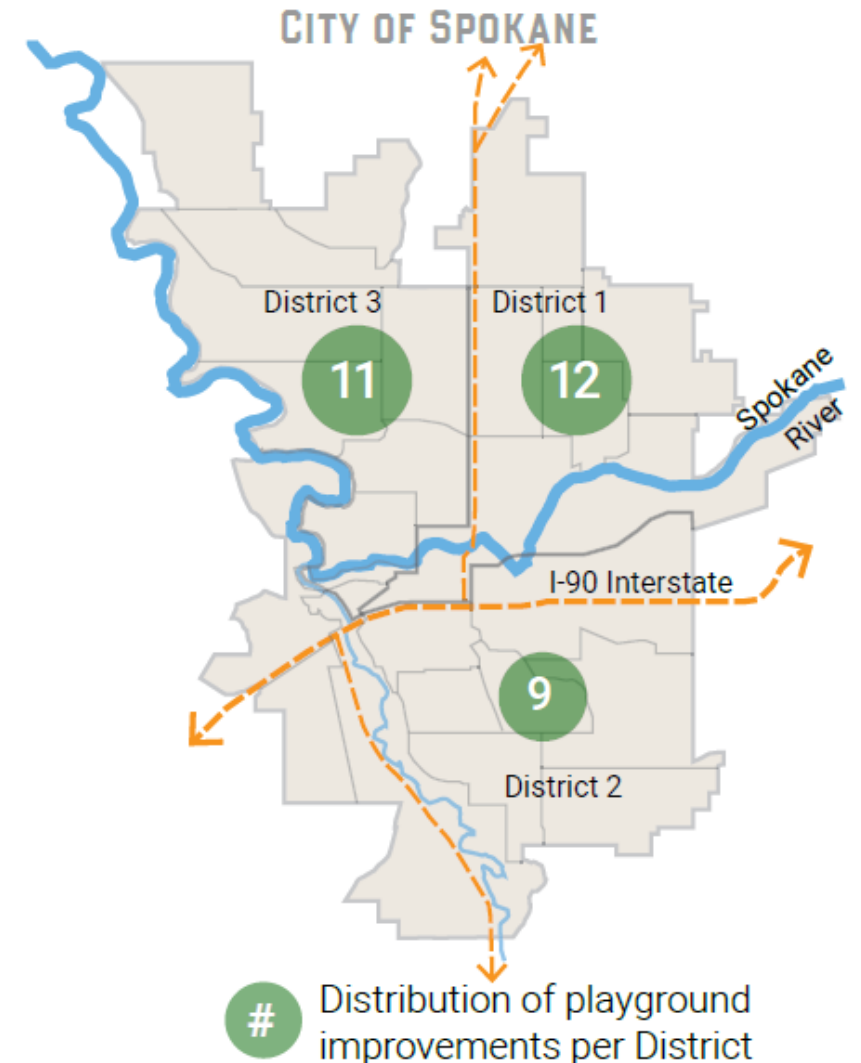 CITY OF SPOKANE
District 3
District 1
11
12
Spokane
River
I-90 Interstate
9
District 2
# Distribution of playground
improvements per District